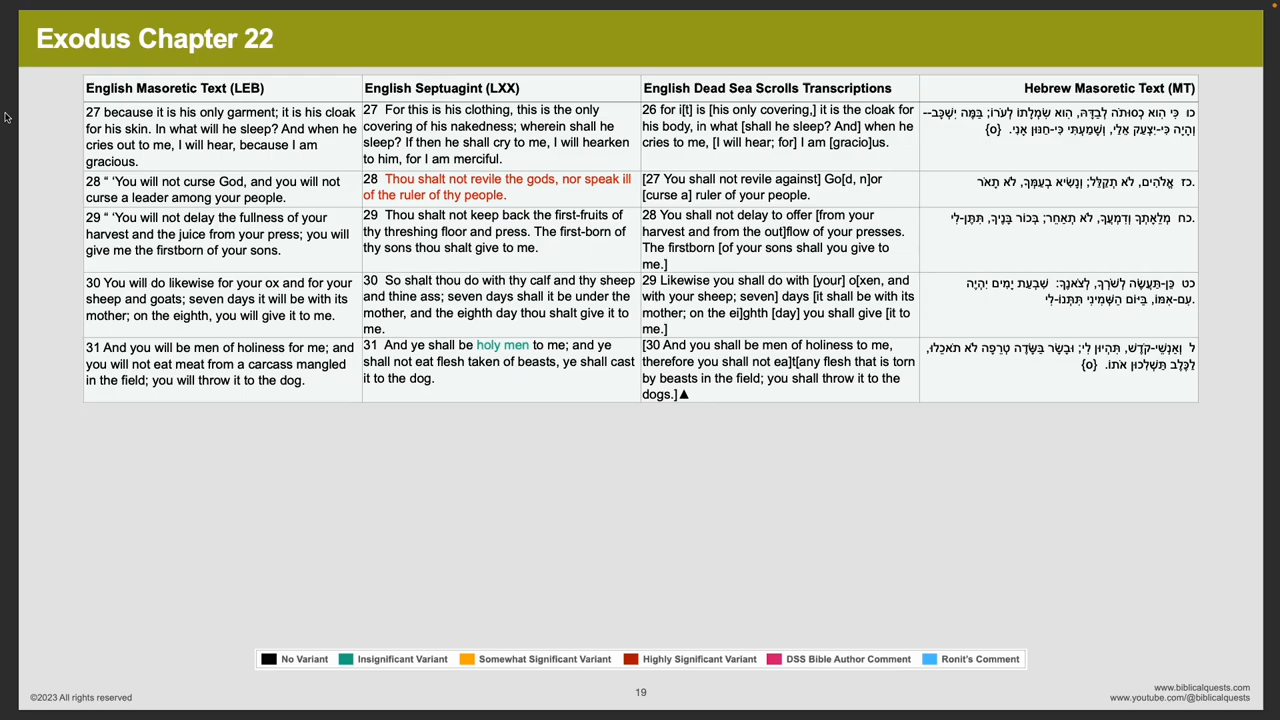 Exodus Chapter 22
English Masoretic Text (LEB)
English Septuagint (LXX)
English Dead Sea Scrolls Transcriptions
Hebrew Masoretic Text (MT)
27 because it is his only garment; it is his cloak
for his skin. In what will he sleep? And when he
cries out to me, I will hear, because I am
gracious.
27 For this is his clothing, this is the only
covering of his nakedness; wherein shall he
sleep? If then he shall cry to me, I will hearken
to him, for I am merciful.
26 for i[t] is [his only covering,] it is the cloak for
his body, in what [shall he sleep? And] when he
cries to me, [I will hear; for] I am [gracio]us.
כו כִּי הִוא כְסוּתֹה לְבַדָּהּ, הִוא שִׂמְלָתוֹ לְעֹרוֹ; בַּמֶּה יִשְׁכָּב--
וְהָיָה כִּי-יִצְעַק אֵלַי, וְשָׁמַעְתִּי כִּי-חַנּוּן אָנִי. {ס}
28 “ ‘You will not curse God, and you will not
curse a leader among your people.
28 Thou shalt not revile the gods, nor speak ill
of the ruler of thy people.
[27 You shall not revile against] Go[d, n]or
[curse a] ruler of your people.
כז אֱלֹהִים, לֹא תְקַלֵּל; וְנָשִׂיא בְעַמְּךָ, לֹא תָאֹר.
29 “ ‘You will not delay the fullness of your
harvest and the juice from your press; you will
give me the firstborn of your sons.
29 Thou shalt not keep back the first-fruits of
thy threshing floor and press. The first-born of
thy sons thou shalt give to me.
28 You shall not delay to offer [from your
harvest and from the out]flow of your presses.
The firstborn [of your sons shall you give to
me.]
כח מְלֵאָתְךָ וְדִמְעֲךָ, לֹא תְאַחֵר; בְּכוֹר בָּנֶיךָ, תִּתֶּן-לִי.
30 You will do likewise for your ox and for your
sheep and goats; seven days it will be with its
mother; on the eighth, you will give it to me.
30 So shalt thou do with thy calf and thy sheep
and thine ass; seven days shall it be under the
mother, and the eighth day thou shalt give it to
me.
29 Likewise you shall do with [your] o[xen, and
with your sheep; seven] days [it shall be with its
mother; on the ei]ghth [day] you shall give [it to
me.]
כט כֵּן-תַּעֲשֶׂה לְשֹׁרְךָ, לְצֹאנֶךָ: שִׁבְעַת יָמִים יִהְיֶה
עִם-אִמּוֹ, בַּיּוֹם הַשְּׁמִינִי תִּתְּנוֹ-לִי.
31 And you will be men of holiness for me; and
you will not eat meat from a carcass mangled
in the field; you will throw it to the dog.
31 And ye shall be holy men to me; and ye
shall not eat flesh taken of beasts, ye shall cast
it to the dog.
[30 And you shall be men of holiness to me,
therefore you shall not ea]t[any flesh that is torn
by beasts in the field; you shall throw it to the
dogs.]▲
ל וְאַנְשֵׁי-קֹדֶשׁ, תִּהְיוּן לִי; וּבָשָׂר בַּשָּׂדֶה טְרֵפָה לֹא תֹאכֵלוּ,
לַכֶּלֶב תַּשְׁלִכוּן אֹתוֹ. {ס}
No Variant
Insignificant Variant
Somewhat Significant Variant
Highly Significant Variant
DSS Bible Author Comment
Ronit's Comment
©2023 All rights reserved
19
www.biblicalquests.com
www.youtube.com/@biblicalquests